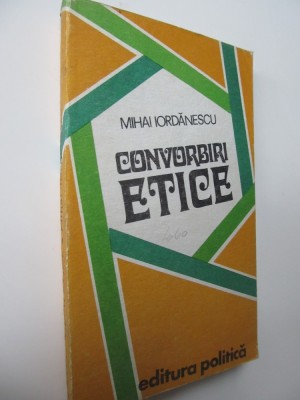 MIHAI IORDĂNESCU
CONVORBIRI
ETICE
editura politică